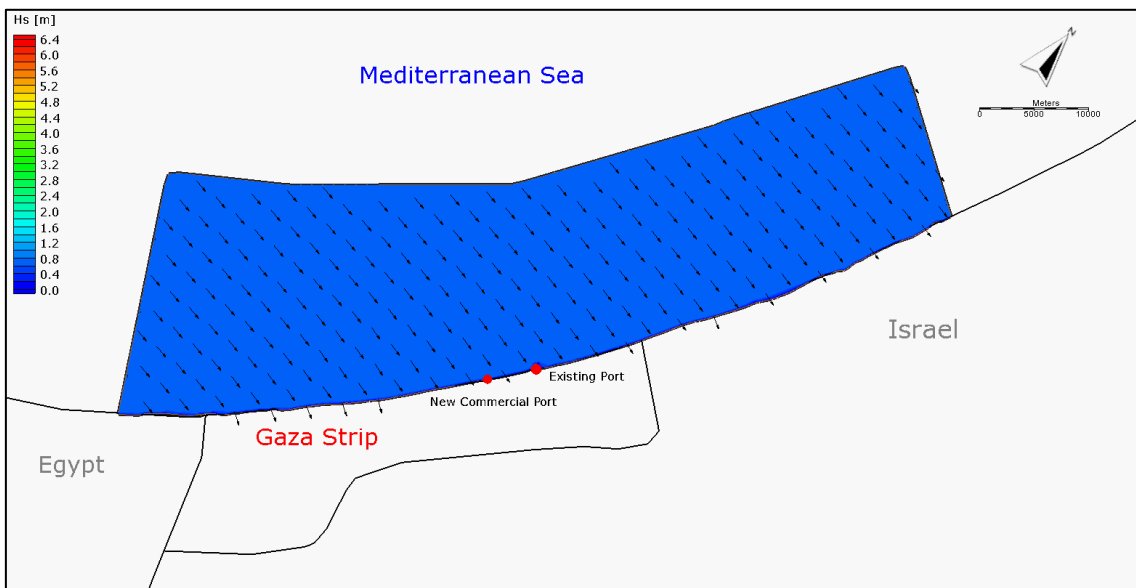 Hs [m]
6.4
6.0
5.6
5.2
4.8
4.4
4.0
3.6
3.2
2.8
2.4
2.0
1.6
1.2
0.8
0.4
0.0
Mediterranean Sea
N
Meters
0 5000 10000
Israel
Existing Port
New Commercial Port
Gaza Strip
Egypt